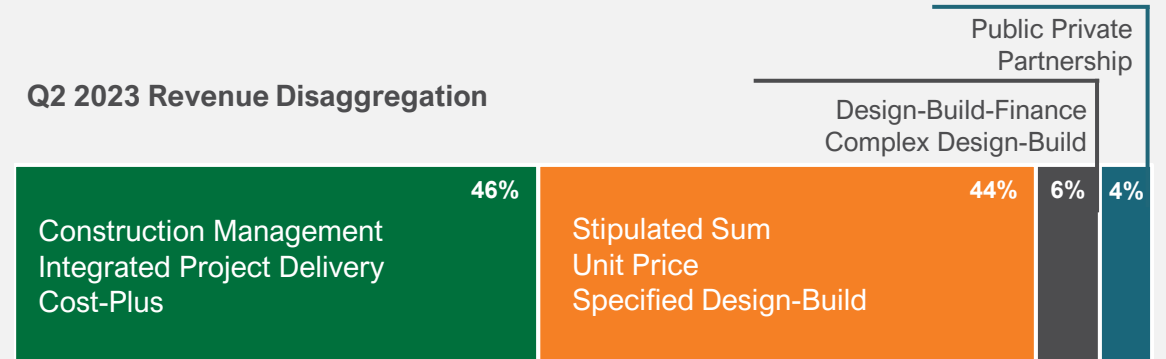 Public Private
Partnership
Q2 2023 Revenue Disaggregation
Design-Build-Finance
Complex Design-Build
46%
Construction Management
Integrated Project Delivery
Cost-Plus
44%
Stipulated Sum
Unit Price
Specified Design-Build
6%
4%